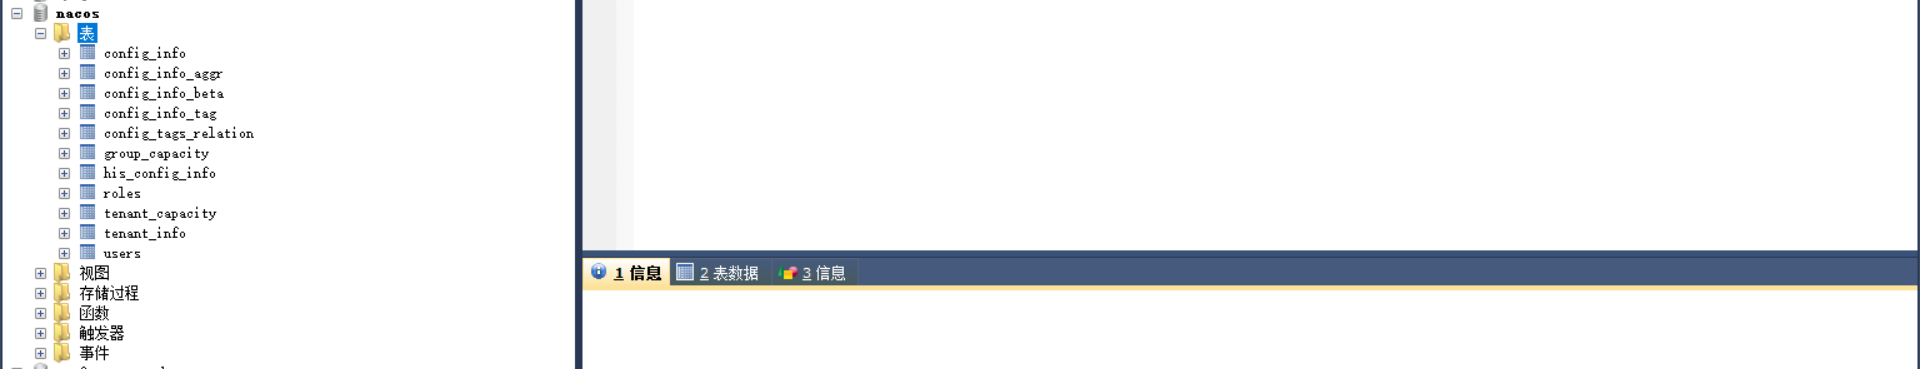 nacos
表
config_info
config_info_aggr
config_info_beta
config_info_tag
config_tags_relation
group_capacity
his_config_info
roles
tenant_capacity
tenant_info
users
视图
存储过程
函数
触发器
事件
1 信息 2 表数据 3 信息